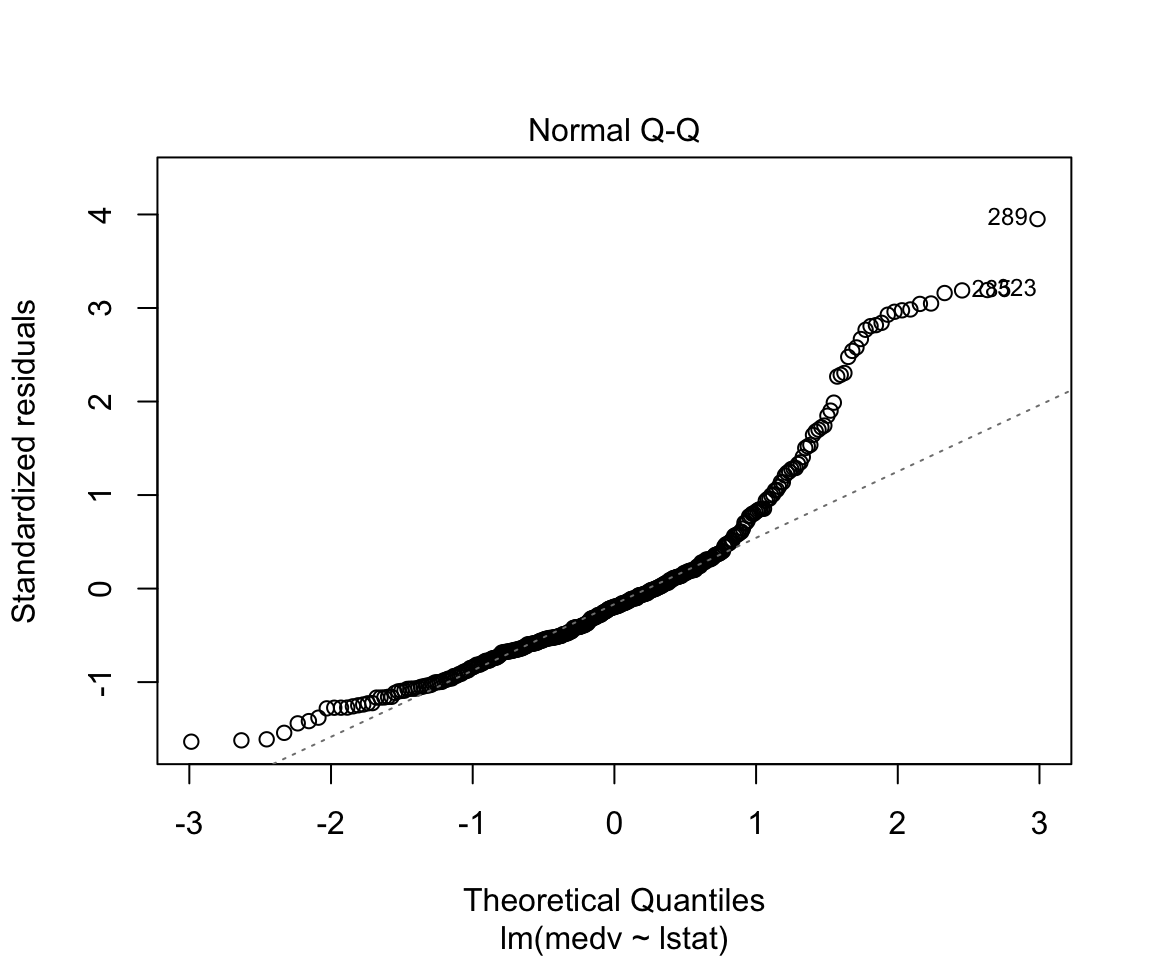 Normal Q-Q
Standardized residuals
4
3
2
1
0
-1
289
323
-3 -2 -1 0 1 2 3
Theoretical Quantiles
lm(medv ~ lstat)